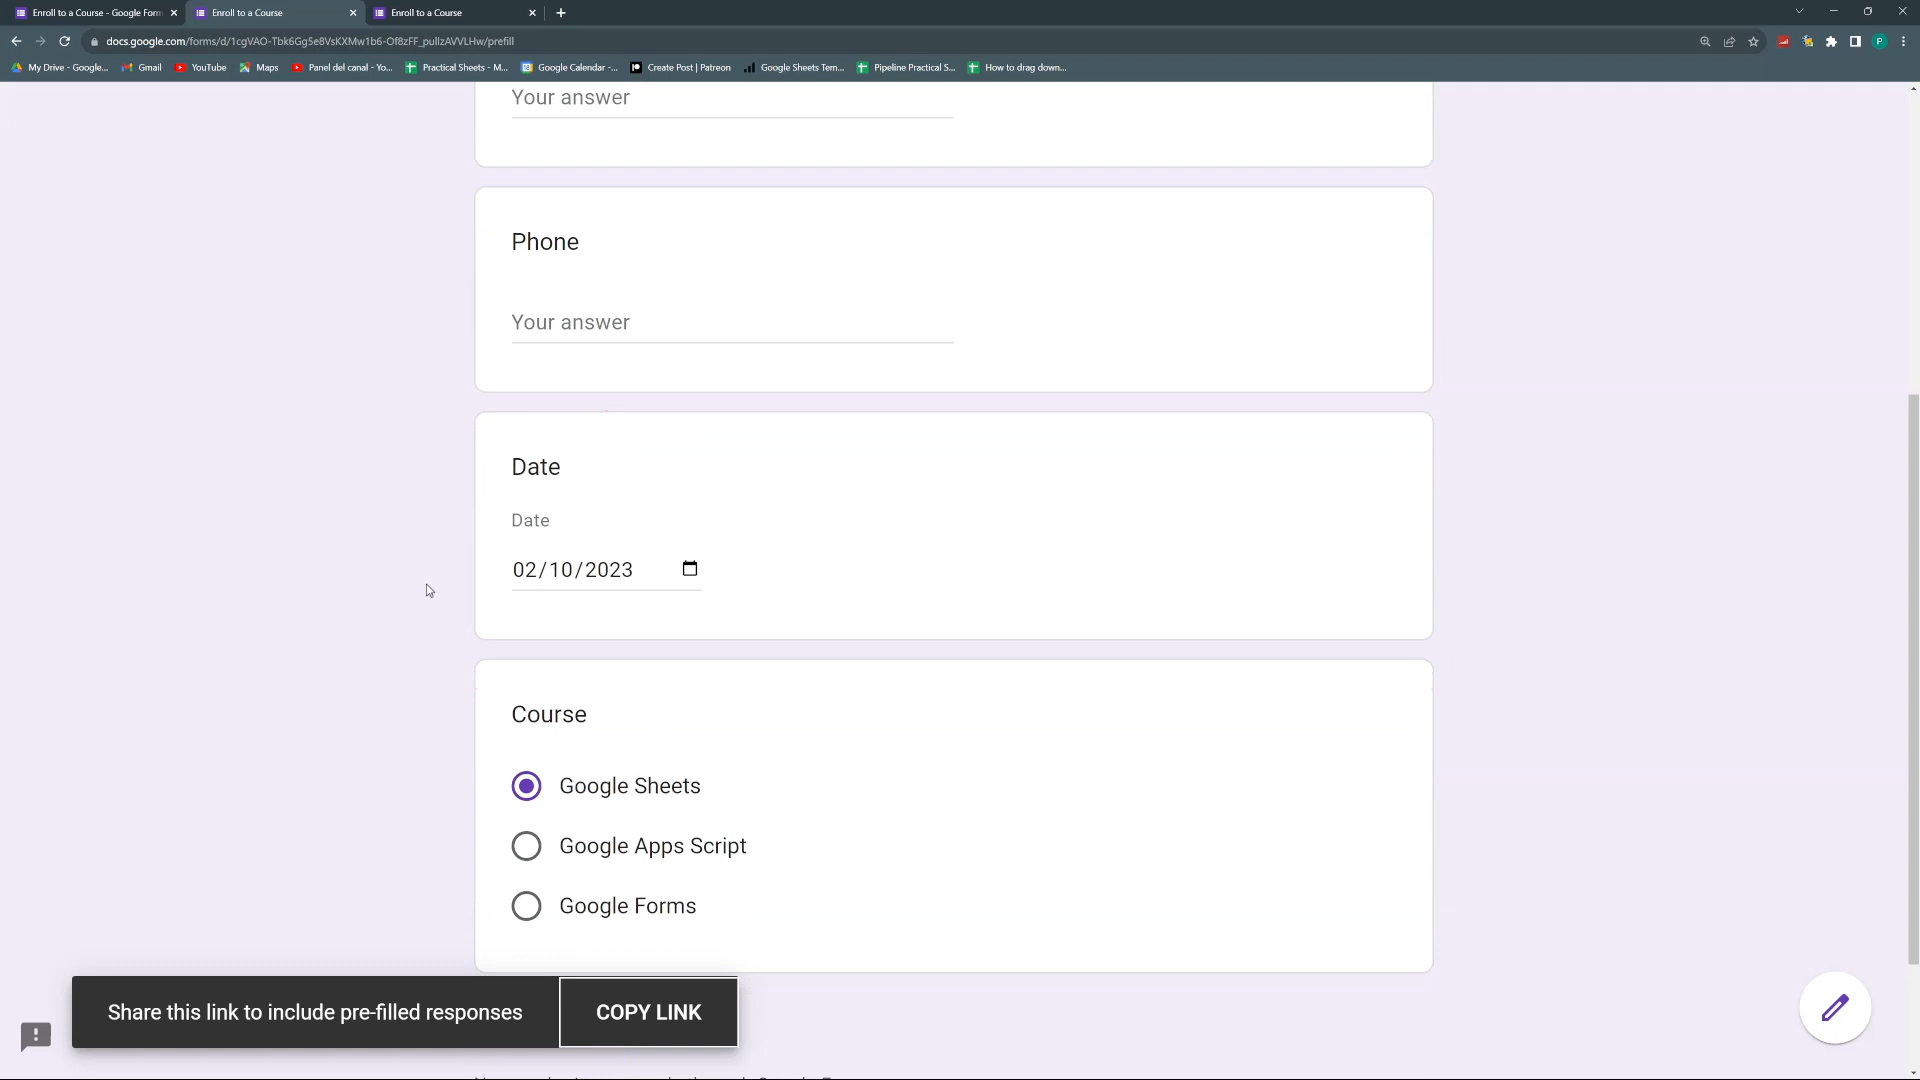 Enroll to a Course - Google Form
Enroll to a Course
Enroll to a Course
docs.google.com/forms/d/1cgVAO-Tbk6Gg5e8VsKXMw1b6-Of8zFF_pullzAVVLHw/prefill
My Drive - Google...
Gmail
YouTube
Maps
Panel del canal - Yo...
Practical Sheets - M...
Google Calendar -...
Create Post | Patreon
Google Sheets Tem...
Pipeline Practical S...
How to drag down...
Your answer
Phone
Your answer
Date
Date
02/10/2023
Course
Google Sheets
Google Apps Script
Google Forms
Share this link to include pre-filled responses
COPY LINK